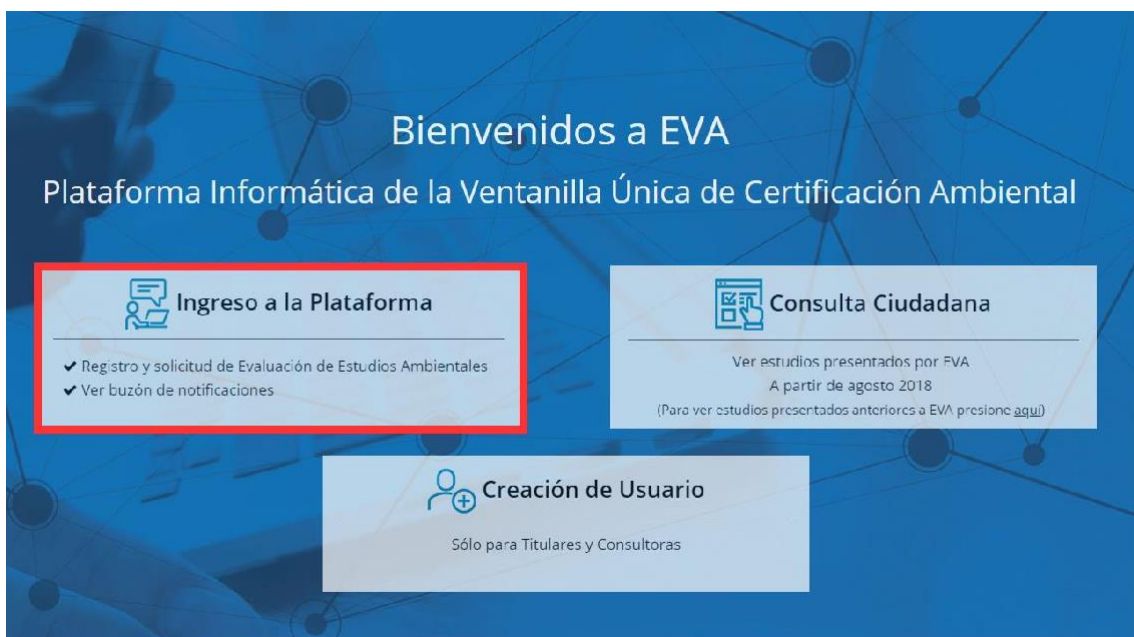 Bienvenidos a EVA
Plataforma Informática de la Ventanilla Única de Certificación Ambiental
Ingreso a la Plataforma
✔ Registro y solicitud de Evaluación de Estudios Ambientales
✔ Ver buzón de notificaciones
Consulta Ciudadana
Ver estudios presentados por EVA
A partir de agosto 2018
(Para ver estudios presentados anteriores a EVA presione aquí)
Creación de Usuario
Sólo para Titulares y Consultoras